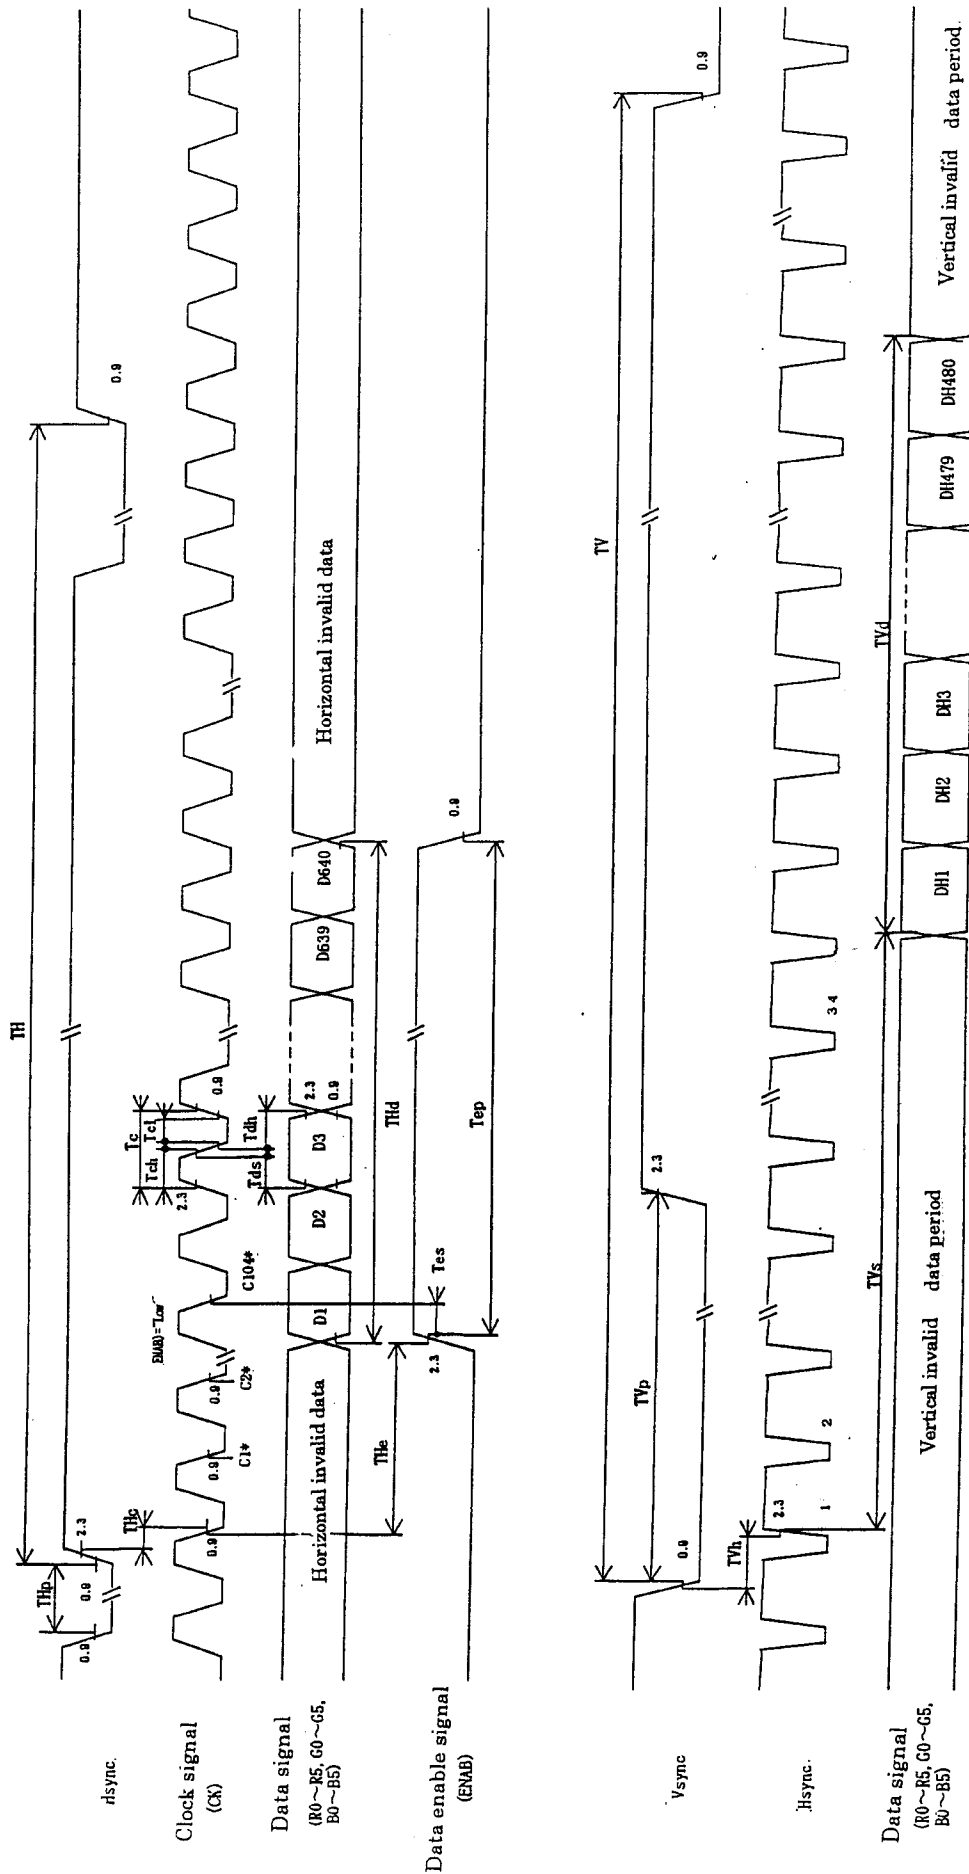 Hsync.
THp
0.9
0.9
2.3
TH
0.9
Clock signal
(CK)
THc
0.9
0.9
C1*
0.9
C2*
ENAB)="Low"
C104*
2.3
Tc
Tch
Tcl
0.9
Data signal
(R0～R5, G0～G5,
B0～B5)
Horizontal invalid data
D1
D2
D3
Tds
Tdh
2.3
0.9
D639
D640
Horizontal invalid data
THd
Data enable signal
(ENAB)
THe
2.3
Tes
Tep
0.9
Vsync
TV
0.9
TVp
2.3
0.9
Hsync.
TVh
2.3
1
2
3 4
TVs
TVd
Data signal
(R0～R5, G0～G5,
B0～B5)
Vertical invalid data period
DH1
DH2
DH3
DH479
DH480
Vertical invalid data period